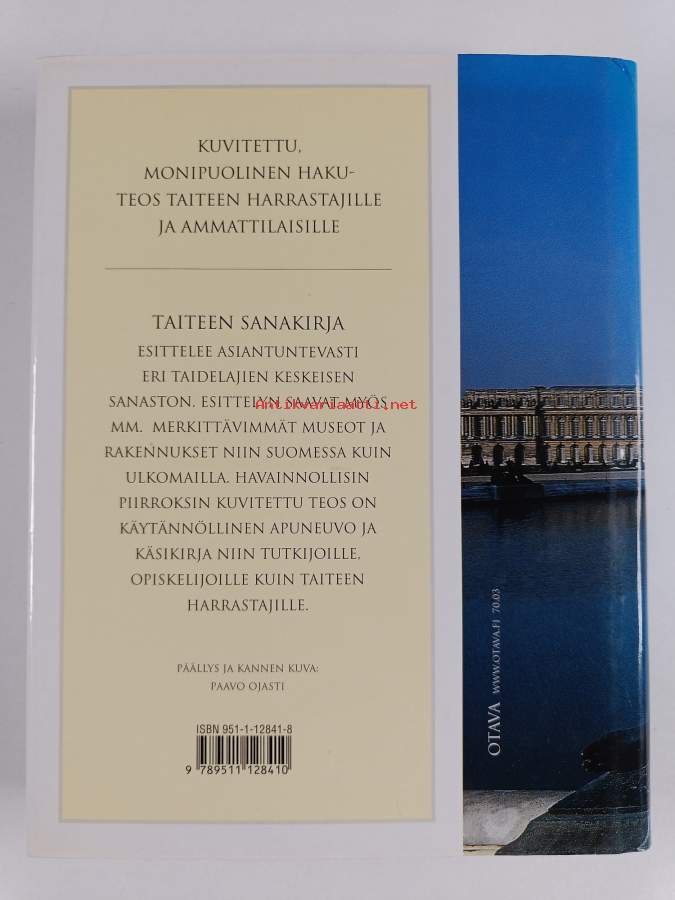 KUVITETTU,
MONIPUOLINEN HAKU-
TEOS TAITEEN HARRASTAJILLE
JA AMMATTILAISILLE
TAITEEN SANAKIRJA
ESITTELEE ASIANTUNTEVASTI
ERI TAIDELAJIEN KESKEISEN
SANASTON. ESITTELYN SAAVAT MYÖS
Antikvariaatti.net
MM. MERKITTÄVIMMÄT MUSEOT JA
RAKENNUKSET NIIN SUOMESSA KUIN
ULKOMAILLA. HAVAINNOLLISIN
PIIRROKSIN KUVITETTU TEOS ON
KÄYTÄNNÖLLINEN APUNEUVO JA
KÄSIKIRJA NIIN TUTKIJOILLE,
OPISKELIJOILLE KUIN TAITEEN
HARRASTAJILLE.
PÄÄLLYS JA KANNEN KUVA:
PAAVO OJASTI
ISBN 951-1-12841-8
9 789511 128410
OTAVA WWW.OTAVA.FI 70.03